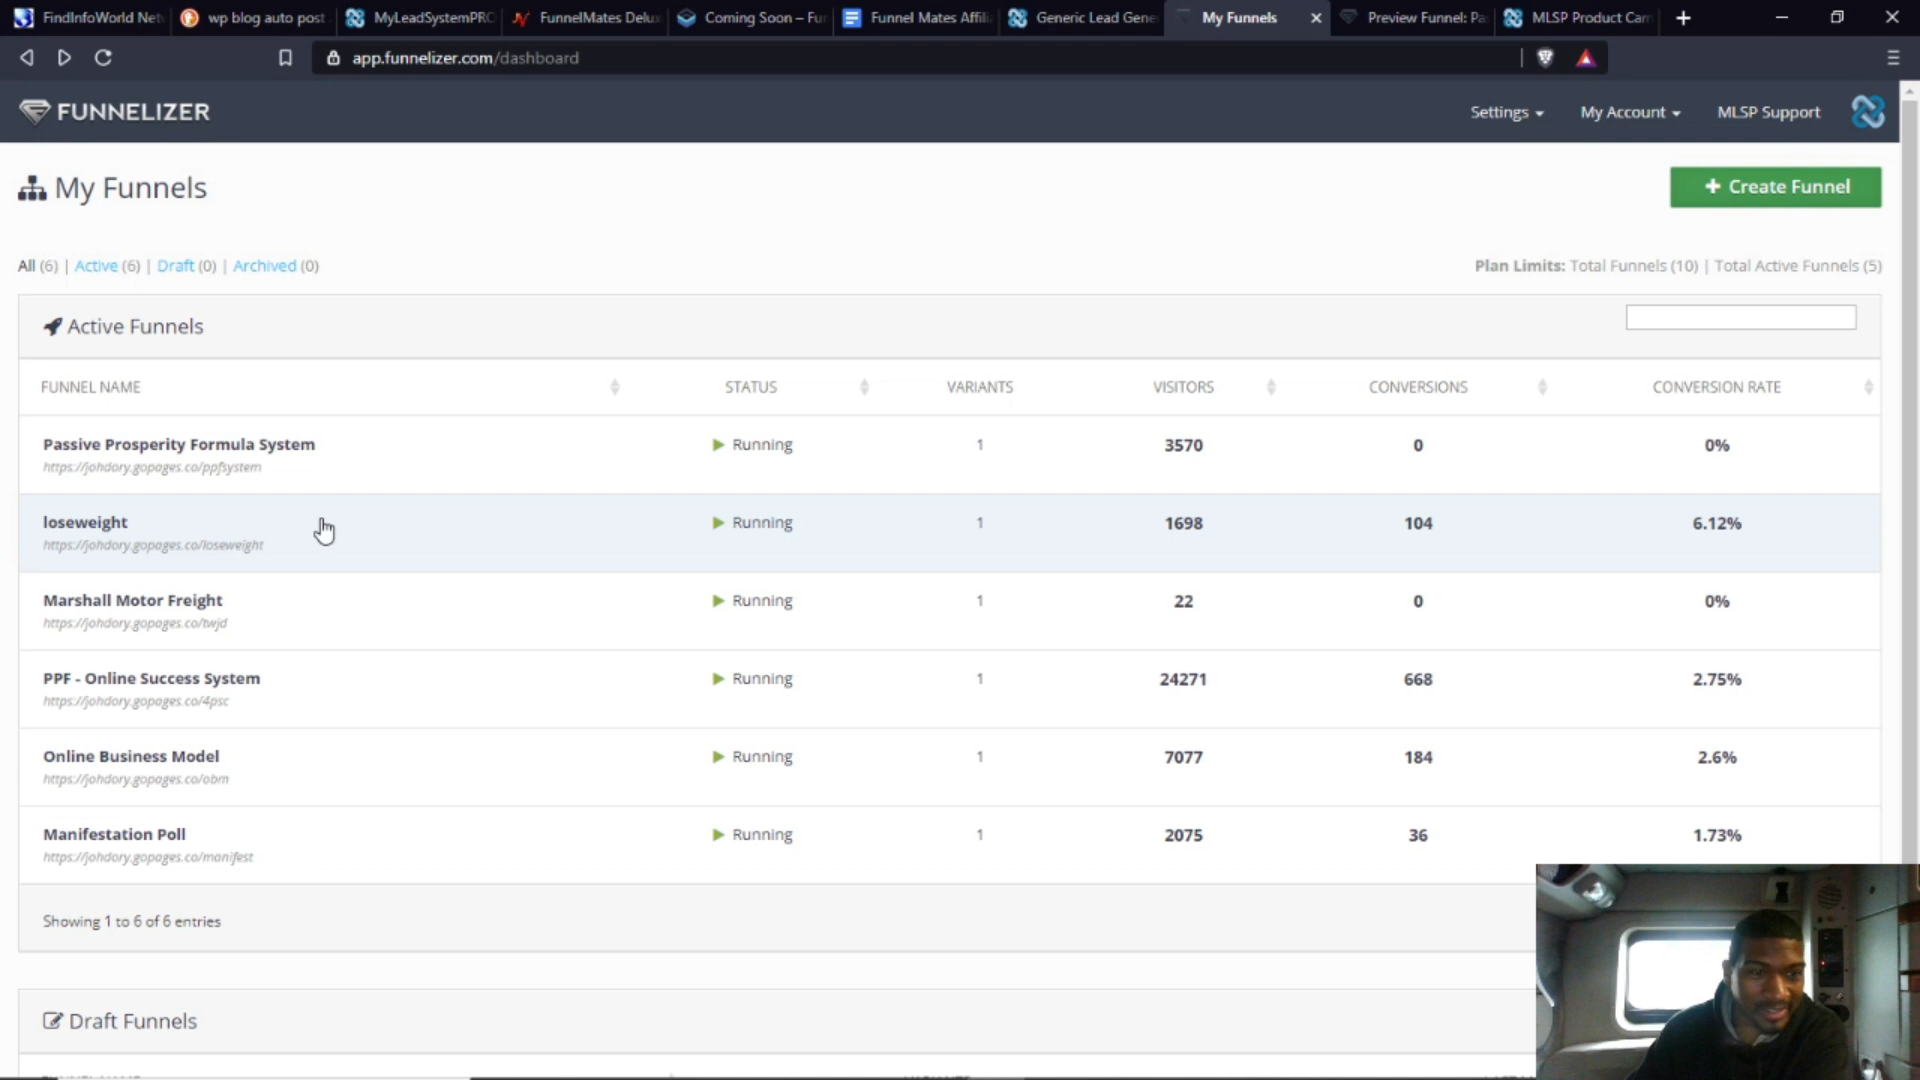 FindInfoWorld Net
wp blog auto post
MyLeadSystemPRO
FunnelMates Delu
Coming Soon – Fun
Funnel Mates Affili
Generic Lead Gene
My Funnels
Preview Funnel: Pa
MLSP Product Cam
app.funnelizer.com/dashboard
FUNNELIZER
Settings
My Account
MLSP Support
My Funnels
+ Create Funnel
All (6) | Active (6) | Draft (0) | Archived (0)
Plan Limits: Total Funnels (10) | Total Active Funnels (5)
Active Funnels
FUNNEL NAME STATUS VARIANTS VISITORS CONVERSIONS CONVERSION RATE
Passive Prosperity Formula System Running 1 3570 0 0%
https://johdory.gopages.co/ppfsystem
loseweight Running 1 1698 104 6.12%
https://johdory.gopages.co/loseweight
Marshall Motor Freight Running 1 22 0 0%
https://johdory.gopages.co/twjd
PPF - Online Success System Running 1 24271 668 2.75%
https://johdory.gopages.co/4psc
Online Business Model Running 1 7077 184 2.6%
https://johdory.gopages.co/obm
Manifestation Poll Running 1 2075 36 1.73%
https://johdory.gopages.co/manifest
Showing 1 to 6 of 6 entries
Draft Funnels